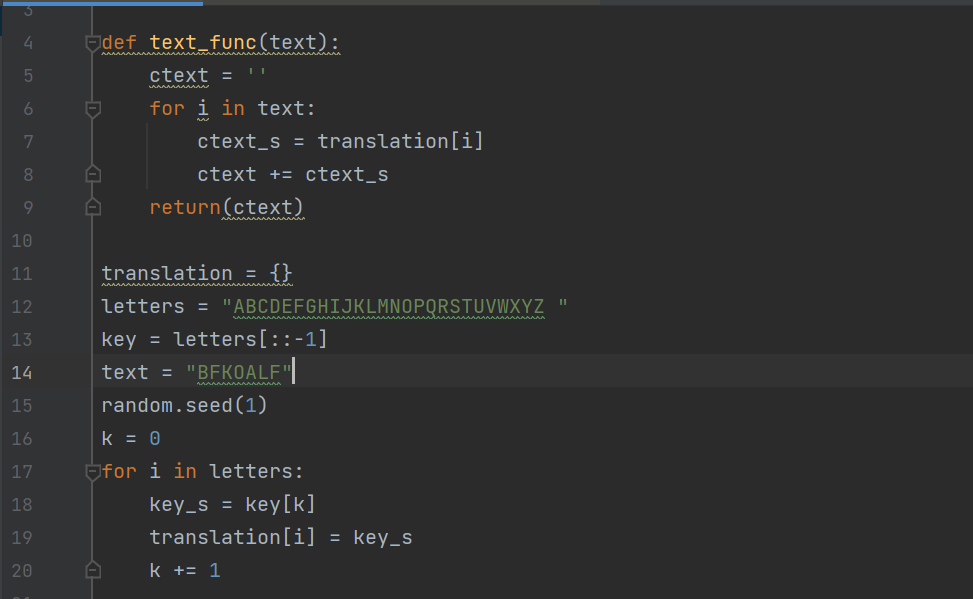 3
4 def text_func(text):
5     ctext = ''
6     for i in text:
7         ctext_s = translation[i]
8         ctext += ctext_s
9     return(ctext)
10
11 translation = {}
12 letters = "ABCDEFGHIJKLMNOPQRSTUVWXYZ "
13 key = letters[::-1]
14 text = "BFKOALF"
15 random.seed(1)
16 k = 0
17 for i in letters:
18     key_s = key[k]
19     translation[i] = key_s
20     k += 1